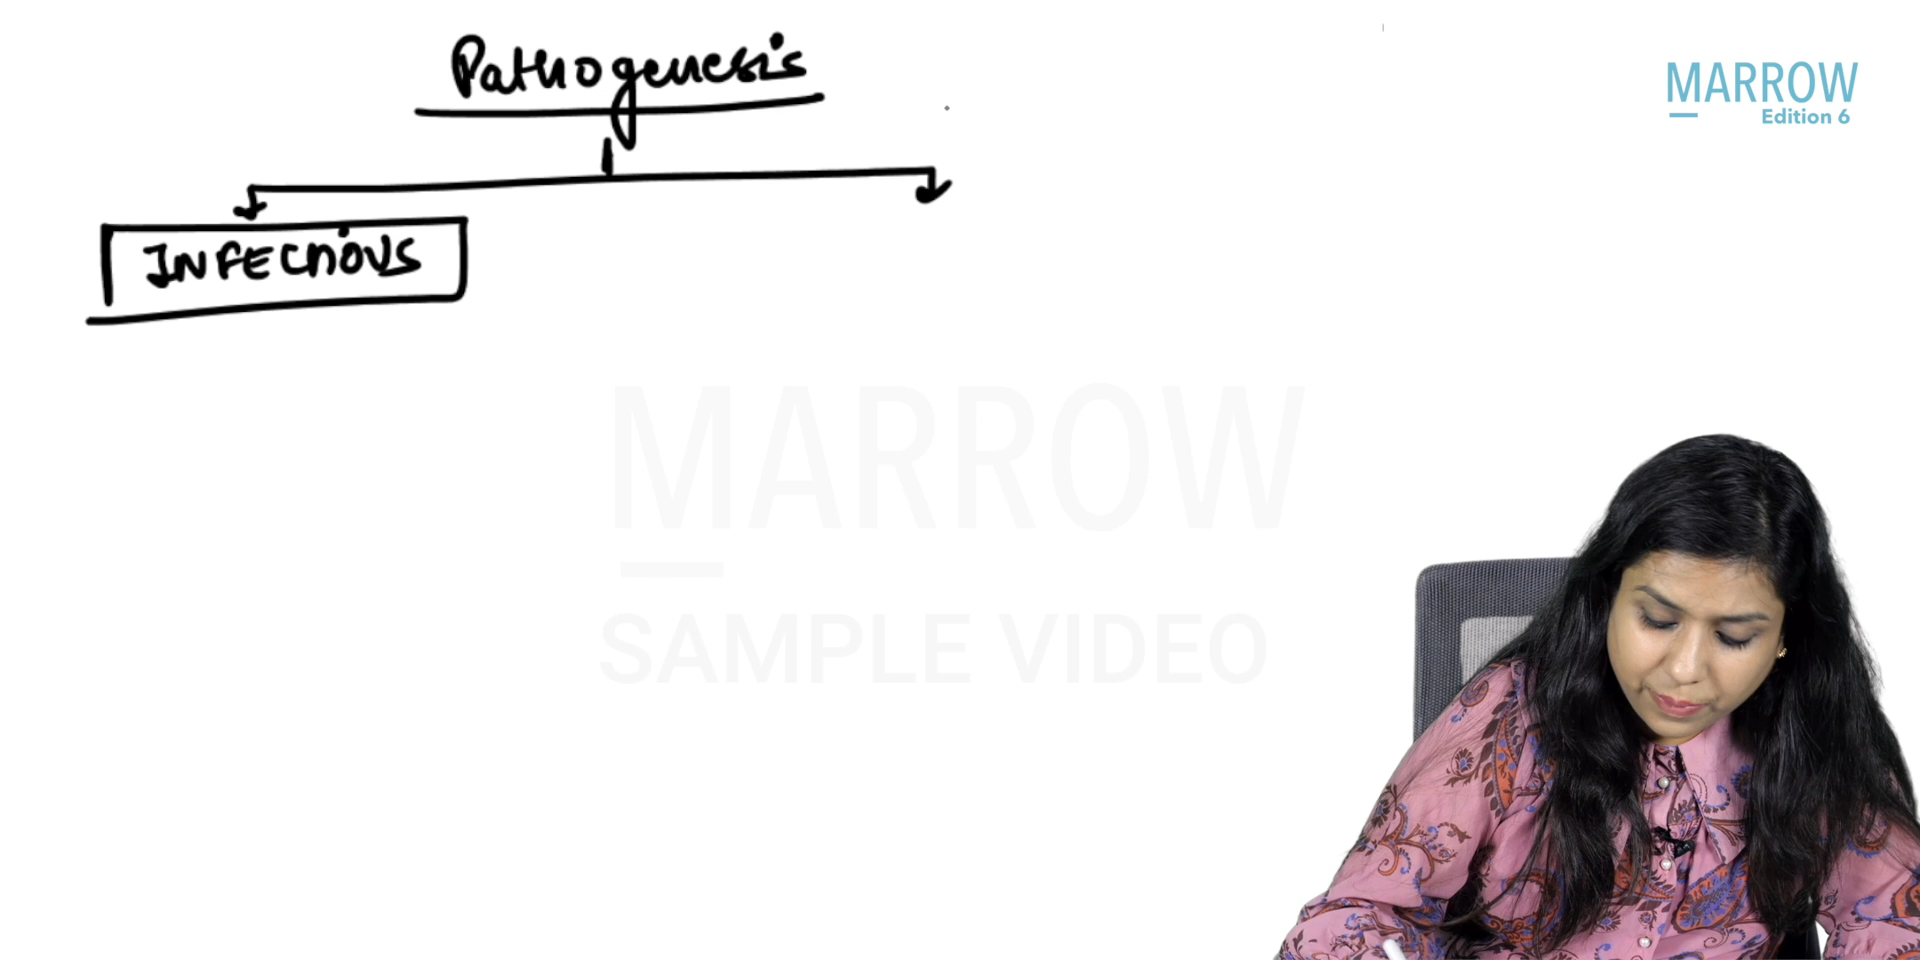 Pathogenesis
MARROW
Edition 6
INFECTIOUS
MARROW
SAMPLE VIDEO